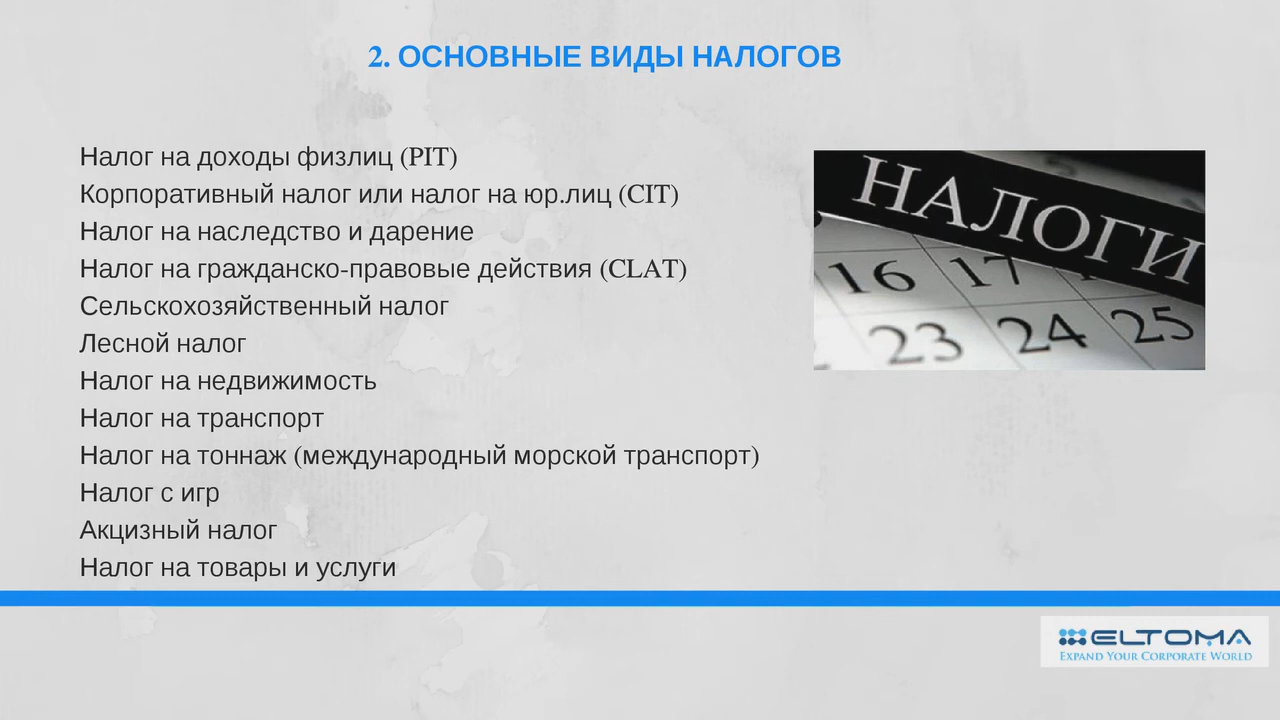 2. ОСНОВНЫЕ ВИДЫ НАЛОГОВ
Налог на доходы физлиц (PIT)
Корпоративный налог или налог на юр.лиц (CIT)
Налог на наследство и дарение
Налог на гражданско-правовые действия (CLAT)
Сельскохозяйственный налог
Лесной налог
Налог на недвижимость
Налог на транспорт
Налог на тоннаж (международный морской транспорт)
Налог с игр
Акцизный налог
Налог на товары и услуги
НАЛОГИ
16 17
23 24 25
ELTOMA
EXPAND YOUR CORPORATE WORLD